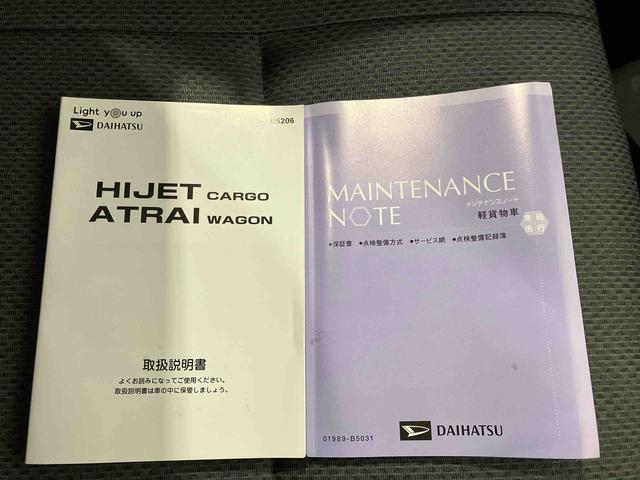 Light you up
DAIHATSU
B5206
HIJET CARGO
ATRAI WAGON
取扱説明書
よくお読みになってご使用ください。
取扱説明書は車の中に保管しましょう。
MAINTENANCE
NOTE
メンテナンスノート
軽貨物車
常時
携行
●保証書 ●点検整備方式 ●サービス網 ●点検整備記録簿
01989-B5031
DAIHATSU